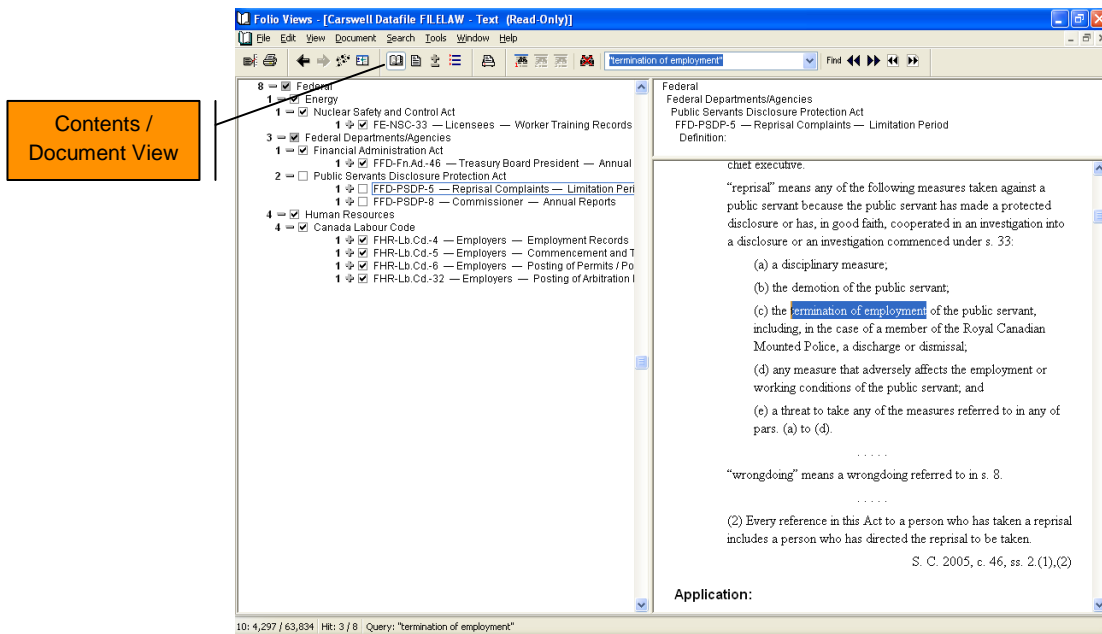 Folio Views - [Carswell Datafile FILELAW - Text (Read-Only)]
File Edit View Document Search Tools Window Help
"termination of employment" Find
Contents /
Document View
8 Federal
1 Energy
1 Nuclear Safety and Control Act
1 FE-NSC-33 — Licensees — Worker Training Records
3 Federal Departments/Agencies
1 Financial Administration Act
1 FFD-Fn.Ad.-46 — Treasury Board President — Annual
2 Public Servants Disclosure Protection Act
1 FFD-PSDP-5 — Reprisal Complaints — Limitation Peri
1 FFD-PSDP-8 — Commissioner — Annual Reports
4 Human Resources
4 Canada Labour Code
1 FHR-Lb.Cd.-4 — Employers — Employment Records
1 FHR-Lb.Cd.-5 — Employers — Commencement and T
1 FHR-Lb.Cd.-6 — Employers — Posting of Permits / Po
1 FHR-Lb.Cd.-32 — Employers — Posting of Arbitration
Federal
Federal Departments/Agencies
Public Servants Disclosure Protection Act
FFD-PSDP-5 — Reprisal Complaints — Limitation Period
Definition:
chief executive.
“reprisal” means any of the following measures taken against a
public servant because the public servant has made a protected
disclosure or has, in good faith, cooperated in an investigation into
a disclosure or an investigation commenced under s. 33:
(a) a disciplinary measure;
(b) the demotion of the public servant;
(c) the termination of employment of the public servant,
including, in the case of a member of the Royal Canadian
Mounted Police, a discharge or dismissal;
(d) any measure that adversely affects the employment or
working conditions of the public servant; and
(e) a threat to take any of the measures referred to in any of
pars. (a) to (d).
. . . . .
“wrongdoing” means a wrongdoing referred to in s. 8.
. . . . .
(2) Every reference in this Act to a person who has taken a reprisal
includes a person who has directed the reprisal to be taken.
S. C. 2005, c. 46, ss. 2.(1),(2)
Application:
10: 4,297 / 63,834 Hit: 3 / 8 Query: "termination of employment"